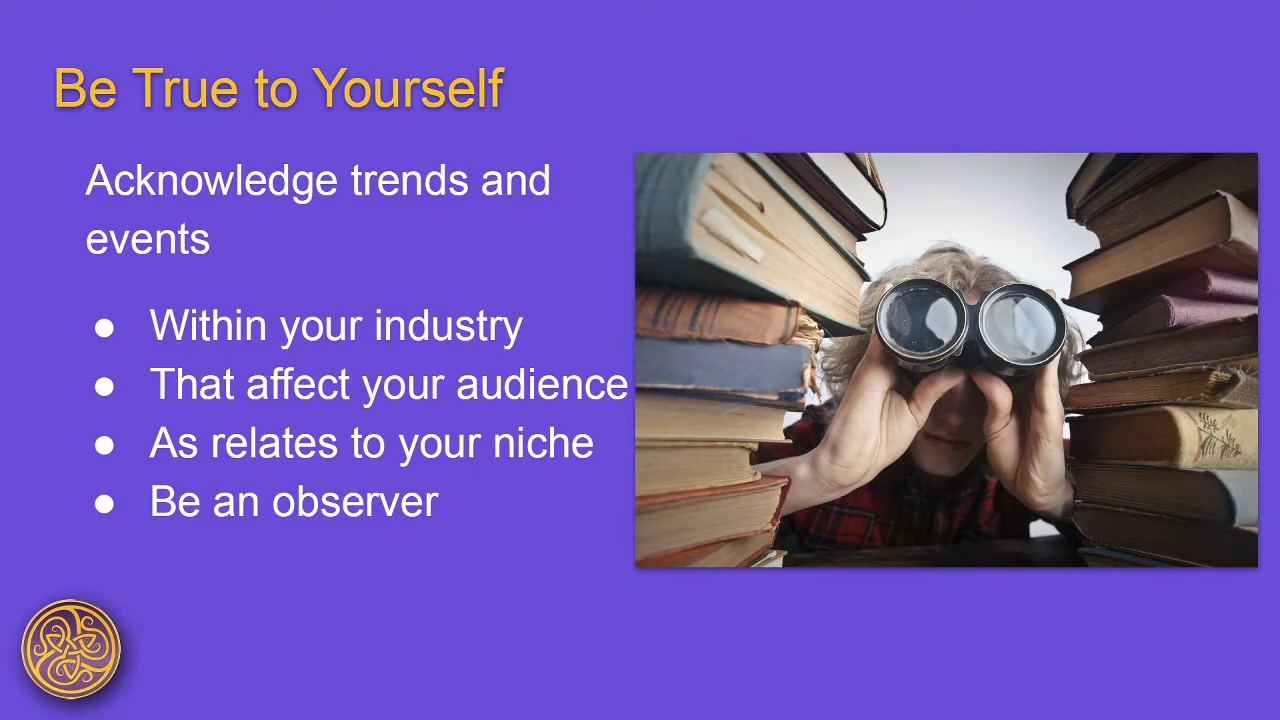 Be True to Yourself
Acknowledge trends and
events
● Within your industry
● That affect your audience
● As relates to your niche
● Be an observer